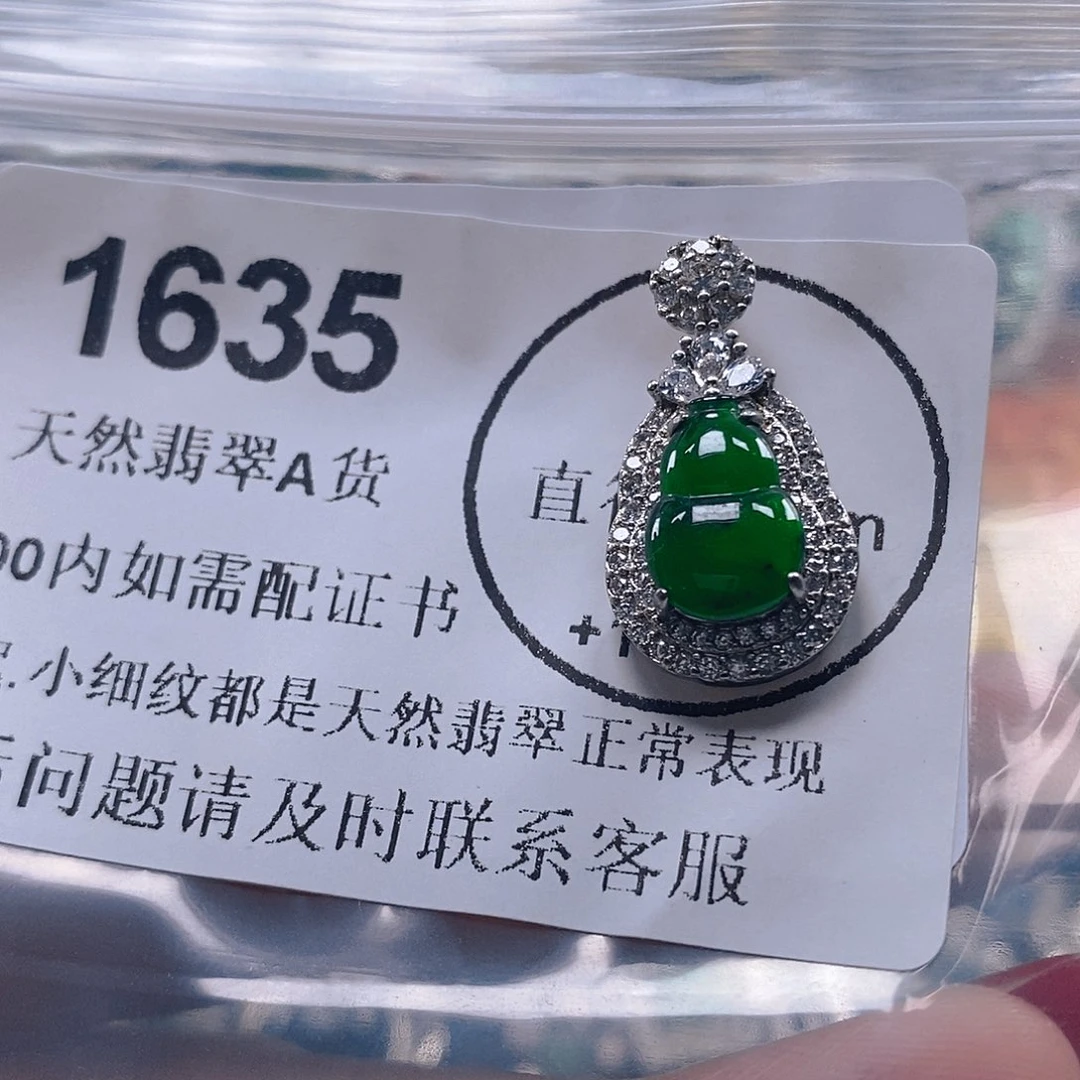 1635
天然翡翠A货
00内如需配证书
小细纹都是天然翡翠正常表现
问题请及时联系客服
直
+